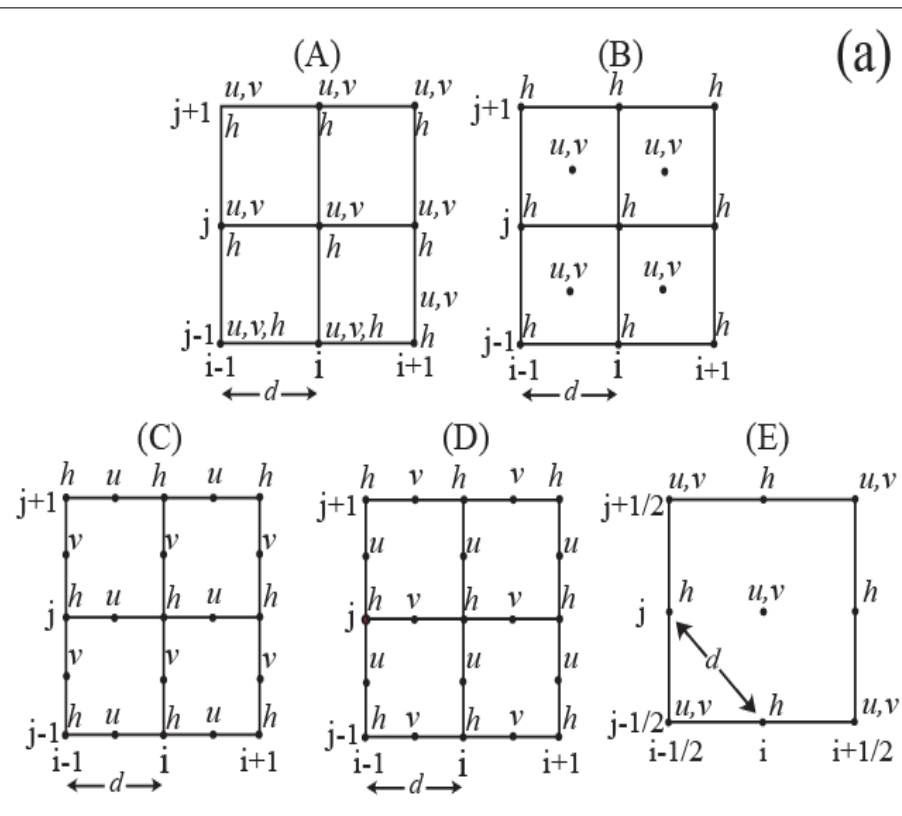 (a)
(A)
u,v u,v u,v
j+1
h h h
u,v u,v u,v
j
h h h
u,v
j-1 u,v,h u,v,h h
i-1 i i+1
d
(B)
h h h
j+1
u,v u,v
h h h
j
u,v u,v
h h h
j-1
i-1 i i+1
d
(C)
h u h u h
j+1
v v v
j h u h u h
v v v
j-1 h u h u h
i-1 i i+1
d
(D)
h v h v h
j+1
u u u
j h v h v h
u u u
j-1 h v h v h
i-1 i i+1
d
(E)
u,v h u,v
j+1/2
j h u,v h
d
j-1/2 u,v h u,v
i-1/2 i i+1/2